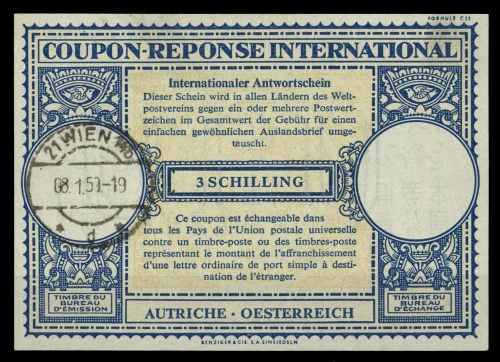 FORMULE C 22
COUPON-REPONSE INTERNATIONAL
Internationaler Antwortschein
Dieser Schein wird in allen Ländern des Welt-
postvereins gegen ein oder mehrere Postwert-
zeichen im Gesamtwert der Gebühr für einen
einfachen gewöhnlichen Auslandsbrief umge-
tauscht.
21 WIEN
08.1.50-19
* d *
3 SCHILLING
Ce coupon est échangeable dans
tous les Pays de l'Union postale universelle
contre un timbre-poste ou des timbres-poste
représentant le montant de l'affranchissement
d'une lettre ordinaire de port simple à desti-
nation de l'étranger.
TIMBRE DU
BUREAU
D'ÉMISSION
TIMBRE DU
BUREAU
D'ÉCHANGE
AUTRICHE · OESTERREICH
BENZIGER & CIE. S.A. EINSIEDELN